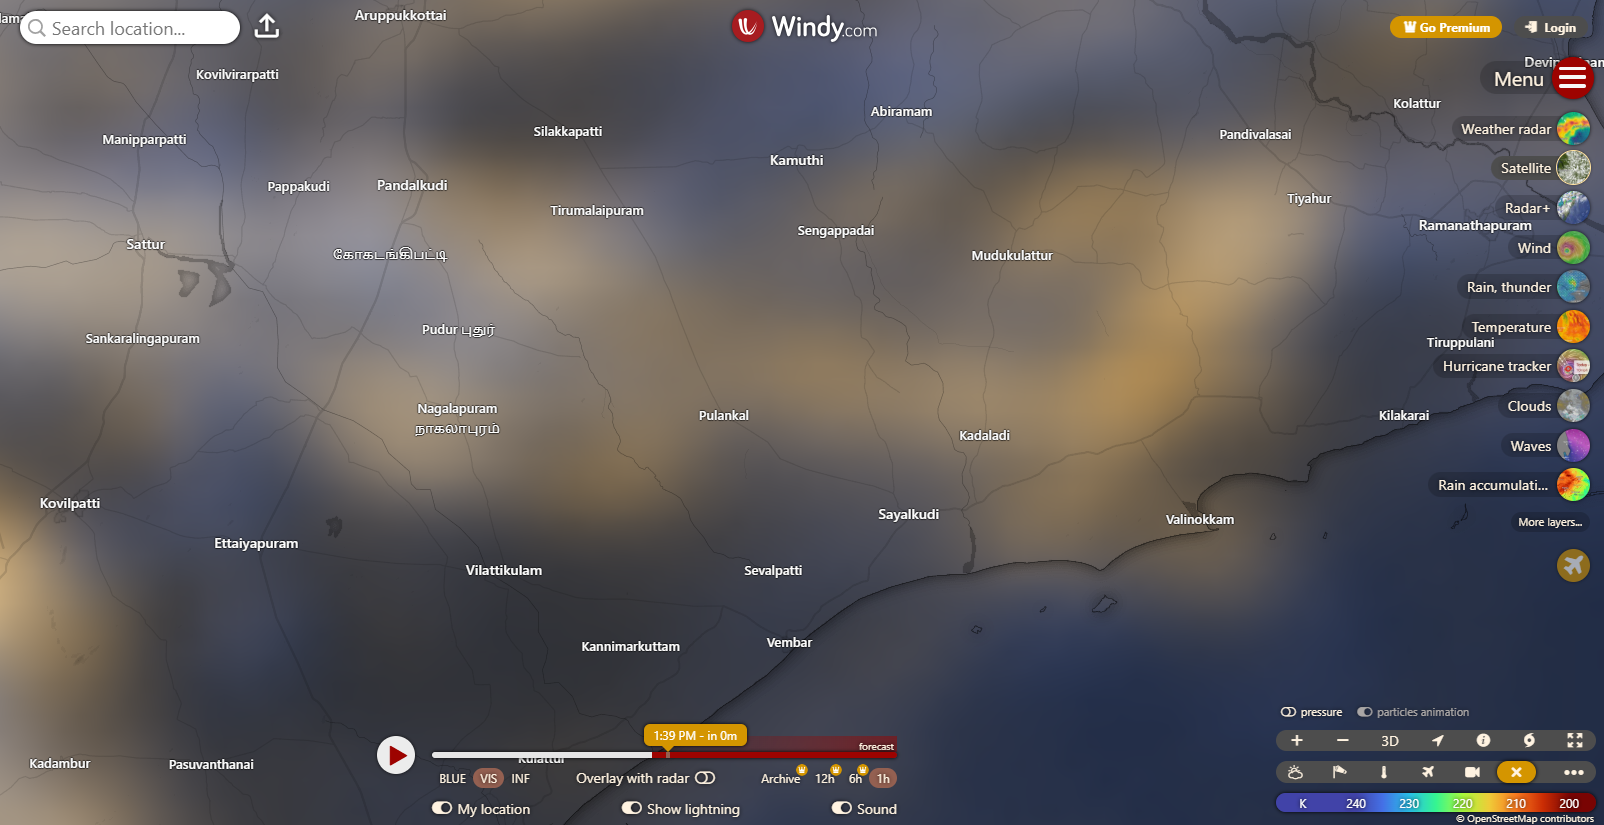 Aruppukkottai
Search location...
Windy.com
Go Premium
Login
Kovilvirarpatti
Menu
Kolattur
Abiramam
Manipparpatti
Silakkapatti
Pandivalasai
Weather radar
Kamuthi
Satellite
Pappakudi
Pandalkudi
Tiyahur
Tirumalaipuram
Radar+
Ramanathapuram
Sengappadai
Sattur
கோகடங்கிபட்டி
Mudukulattur
Wind
Rain, thunder
Pudur புதுர்
Temperature
Sankaralingapuram
Tiruppulani
Hurricane tracker
Nagalapuram
நாகலாபுரம்
Pulankal
Clouds
Kilakarai
Kadaladi
Waves
Rain accumulati...
Kovilpatti
Sayalkudi
Valinokkam
More layers...
Ettaiyapuram
Vilattikulam
Sevalpatti
Kannimarkuttam
Vembar
pressure
particles animation
1:39 PM - in 0m
forecast
3D
Kadambur
Pasuvanthanai
Kulattur
BLUE VIS INF
Overlay with radar
Archive 12h 6h 1h
My location
Show lightning
Sound
K 240 230 220 210 200
© OpenStreetMap contributors